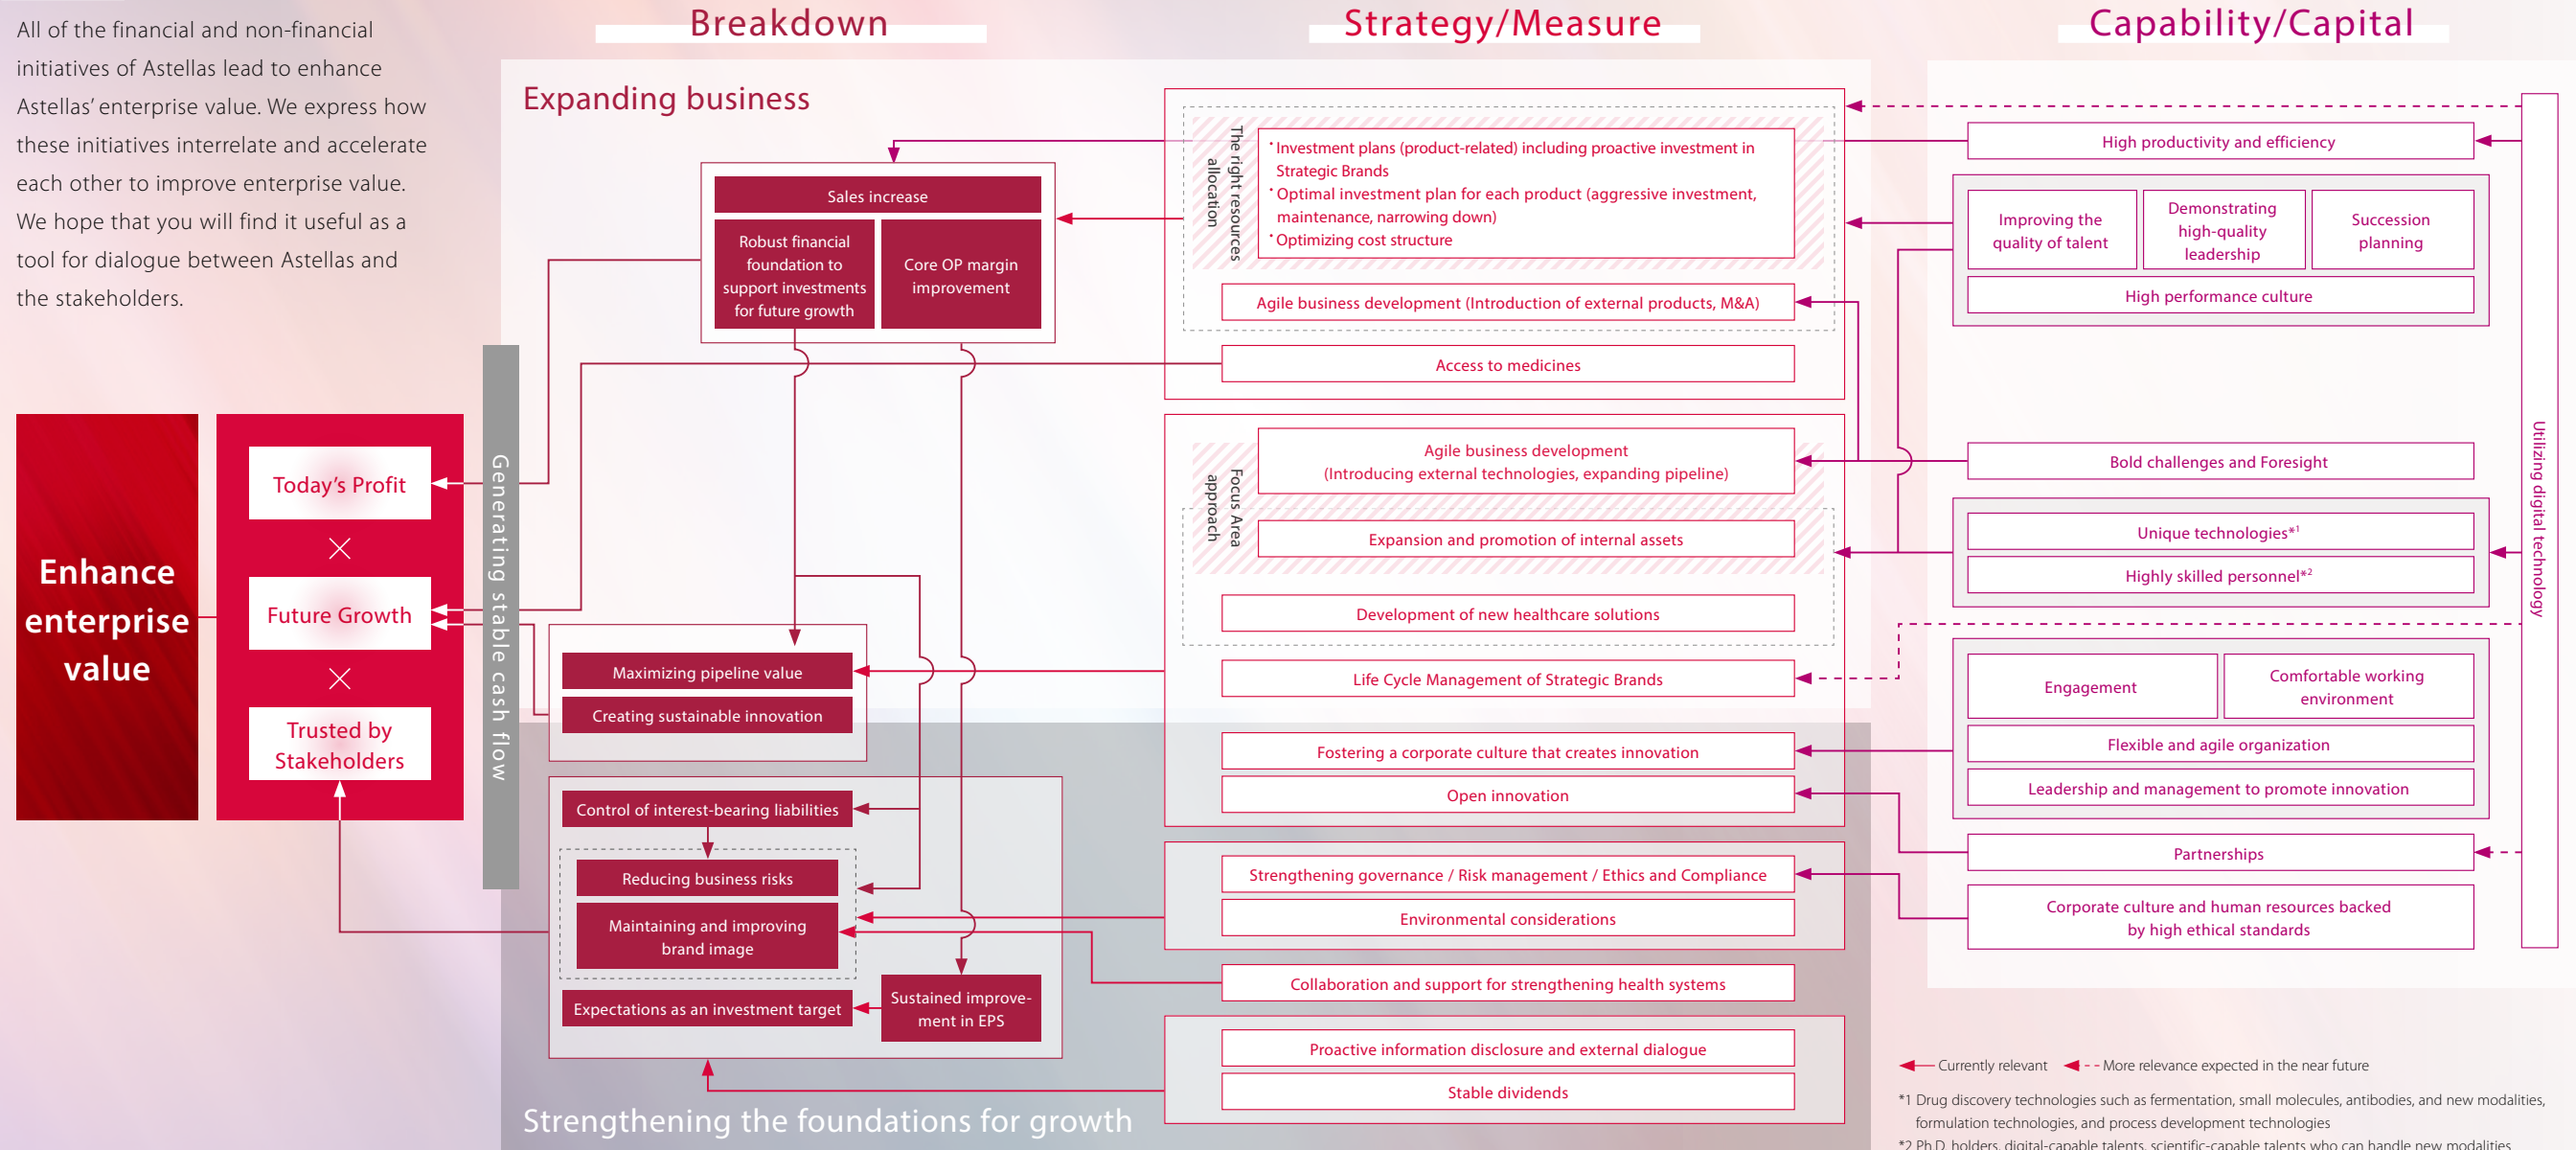 All of the financial and non-financial
initiatives of Astellas lead to enhance
Astellas’ enterprise value. We express how
these initiatives interrelate and accelerate
each other to improve enterprise value.
We hope that you will find it useful as a
tool for dialogue between Astellas and
the stakeholders.
Enhance
enterprise
value
Today’s Profit
×
Future Growth
×
Trusted by
Stakeholders
Generating stable cash flow
Breakdown
Expanding business
Sales increase
Robust financial
foundation to
support investments
for future growth
Core OP margin
improvement
Maximizing pipeline value
Creating sustainable innovation
Control of interest-bearing liabilities
Reducing business risks
Maintaining and improving
brand image
Expectations as an investment target
Sustained improve-
ment in EPS
Strengthening the foundations for growth
Strategy/Measure
The right resources
allocation
• Investment plans (product-related) including proactive investment in
Strategic Brands
• Optimal investment plan for each product (aggressive investment,
maintenance, narrowing down)
• Optimizing cost structure
Agile business development (Introduction of external products, M&A)
Access to medicines
Focus Area
approach
Agile business development
(Introducing external technologies, expanding pipeline)
Expansion and promotion of internal assets
Development of new healthcare solutions
Life Cycle Management of Strategic Brands
Fostering a corporate culture that creates innovation
Open innovation
Strengthening governance / Risk management / Ethics and Compliance
Environmental considerations
Collaboration and support for strengthening health systems
Proactive information disclosure and external dialogue
Stable dividends
Capability/Capital
High productivity and efficiency
Improving the
quality of talent
Demonstrating
high-quality
leadership
Succession
planning
High performance culture
Bold challenges and Foresight
Unique technologies*1
Highly skilled personnel*2
Engagement
Comfortable working
environment
Flexible and agile organization
Leadership and management to promote innovation
Partnerships
Corporate culture and human resources backed
by high ethical standards
Utilizing digital technology
Currently relevant
More relevance expected in the near future
*1 Drug discovery technologies such as fermentation, small molecules, antibodies, and new modalities,
formulation technologies, and process development technologies
*2 Ph.D. holders, digital-capable talents, scientific-capable talents who can handle new modalities